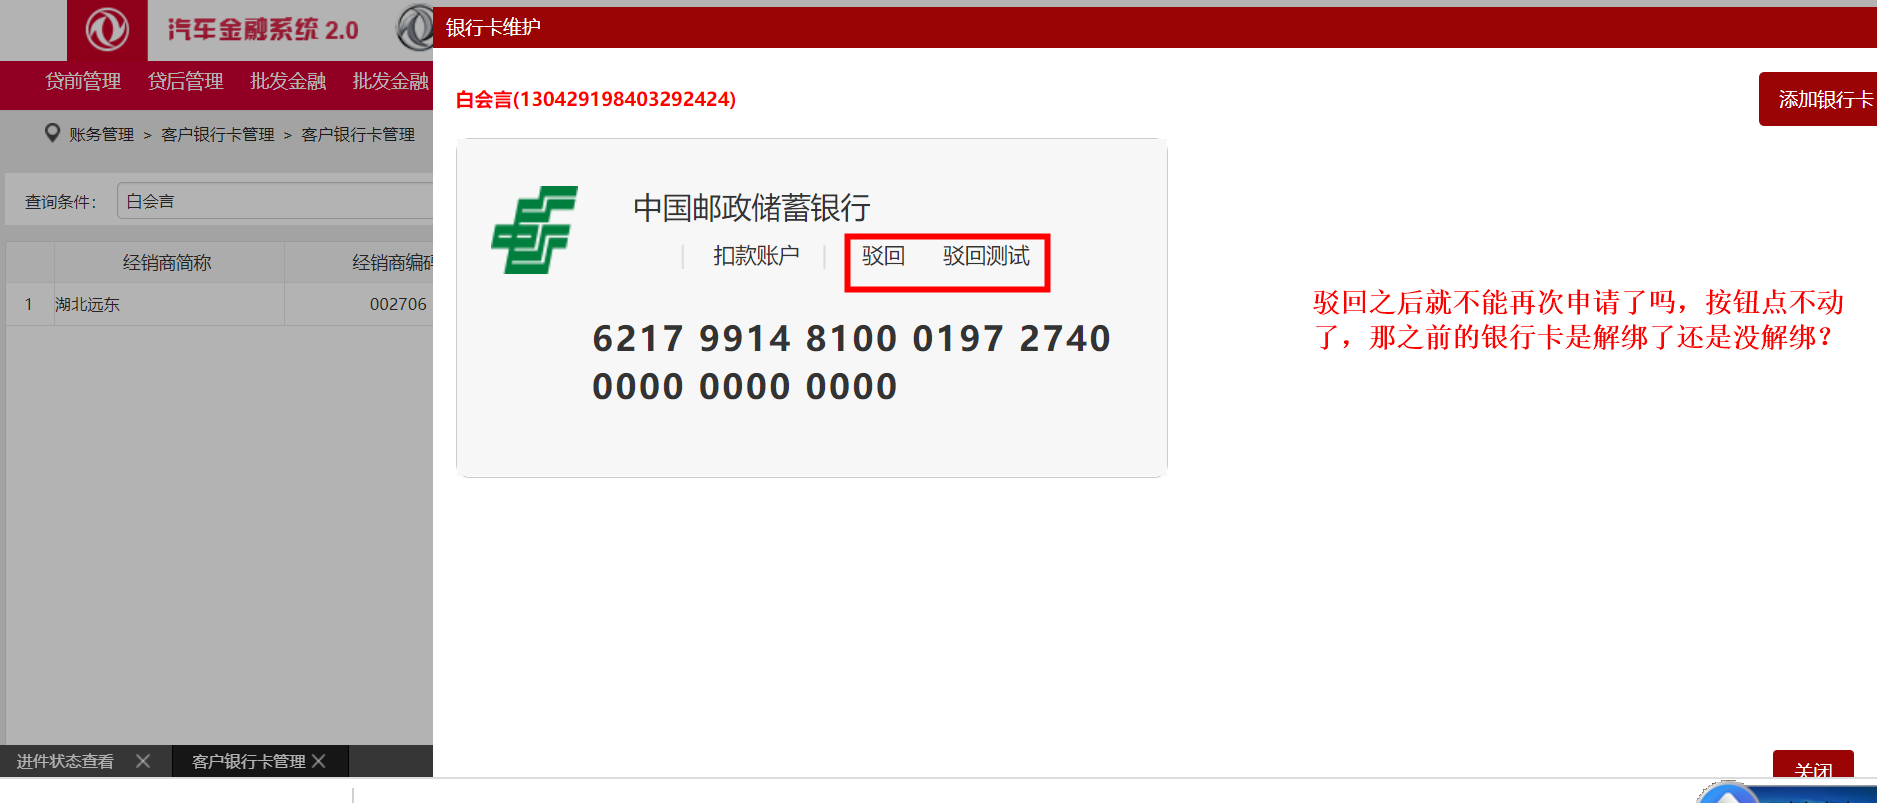 汽车金融系统 2.0
银行卡维护
贷前管理 贷后管理 批发金融 批发金融
白会言(130429198403292424)
添加银行卡
账务管理 > 客户银行卡管理 > 客户银行卡管理
查询条件： 白会言
中国邮政储蓄银行
扣款账户 驳回 驳回测试
经销商简称 经销商编码
1 湖北远东 002706
驳回之后就不能再次申请了吗，按钮点不动
了，那之前的银行卡是解绑了还是没解绑？
6217 9914 8100 0197 2740
0000 0000 0000
进件状态查看 客户银行卡管理
关闭